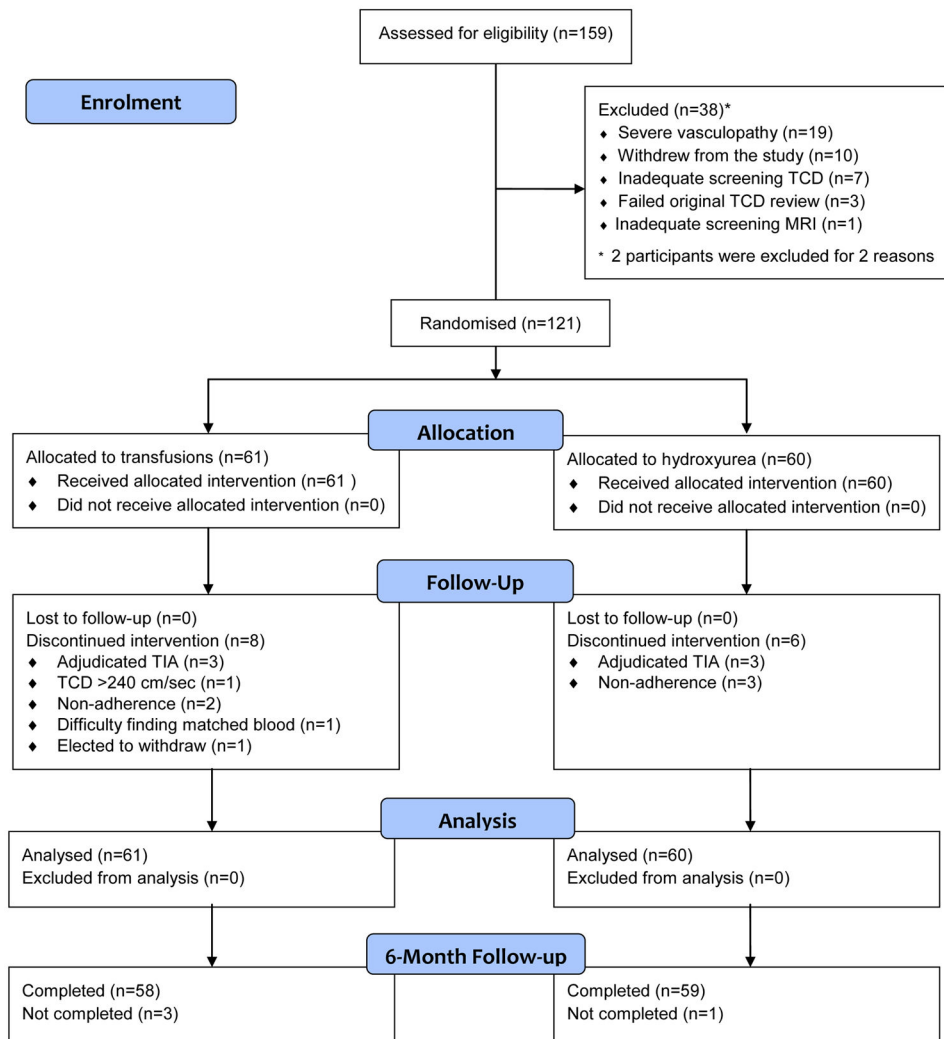 Assessed for eligibility (n=159)
Enrolment
Excluded (n=38)*
♦ Severe vasculopathy (n=19)
♦ Withdrew from the study (n=10)
♦ Inadequate screening TCD (n=7)
♦ Failed original TCD review (n=3)
♦ Inadequate screening MRI (n=1)
* 2 participants were excluded for 2 reasons
Randomised (n=121)
Allocation
Allocated to transfusions (n=61)
♦ Received allocated intervention (n=61 )
♦ Did not receive allocated intervention (n=0)
Allocated to hydroxyurea (n=60)
♦ Received allocated intervention (n=60)
♦ Did not receive allocated intervention (n=0)
Follow-Up
Lost to follow-up (n=0)
Discontinued intervention (n=8)
♦ Adjudicated TIA (n=3)
♦ TCD >240 cm/sec (n=1)
♦ Non-adherence (n=2)
♦ Difficulty finding matched blood (n=1)
♦ Elected to withdraw (n=1)
Lost to follow-up (n=0)
Discontinued intervention (n=6)
♦ Adjudicated TIA (n=3)
♦ Non-adherence (n=3)
Analysis
Analysed (n=61)
Excluded from analysis (n=0)
Analysed (n=60)
Excluded from analysis (n=0)
6-Month Follow-up
Completed (n=58)
Not completed (n=3)
Completed (n=59)
Not completed (n=1)